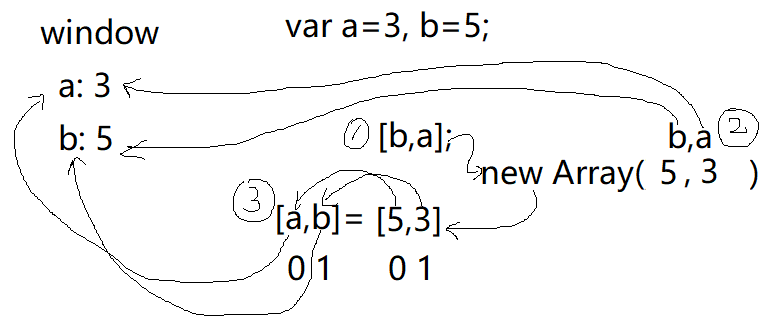 window
var a=3, b=5;
a: 3
b: 5
① [b,a];
b,a ②
new Array( 5 , 3 )
③ [a,b]= [5,3]
0 1 0 1